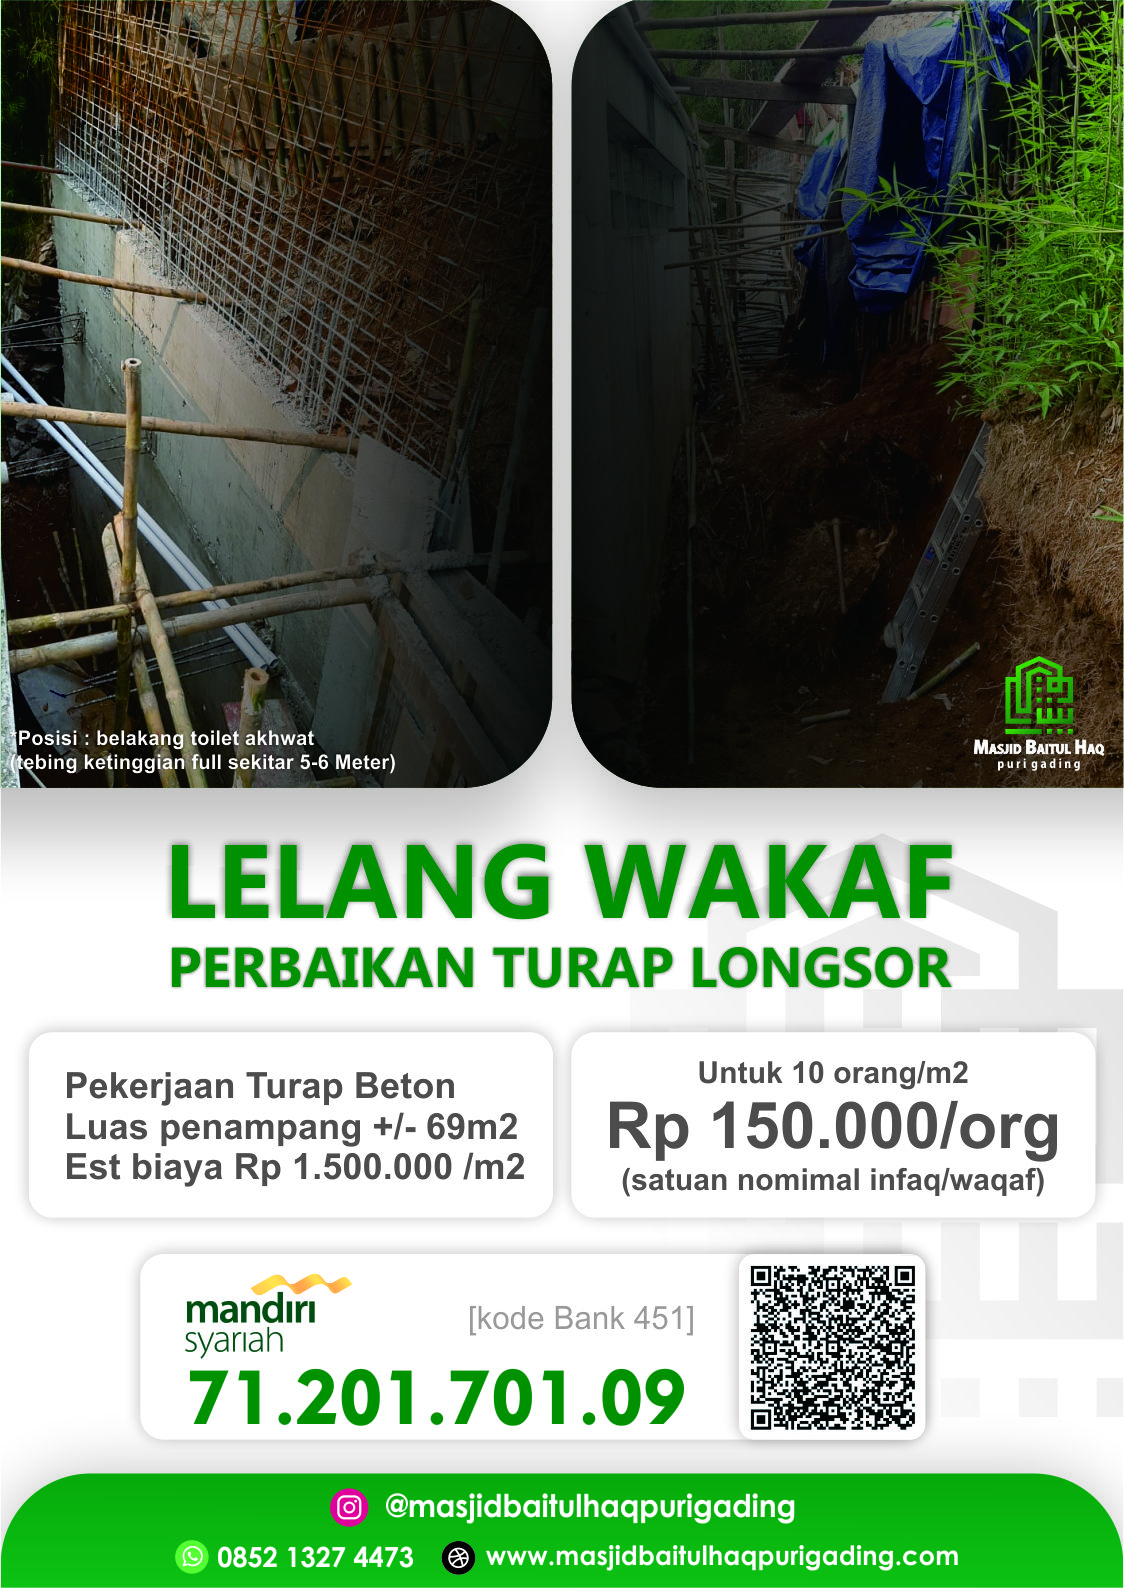 *Posisi : belakang toilet akhwat
(tebing ketinggian full sekitar 5-6 Meter)
MASJID BAITUL HAQ
puri gading
LELANG WAKAF
PERBAIKAN TURAP LONGSOR
Pekerjaan Turap Beton
Luas penampang +/- 69m2
Est biaya Rp 1.500.000 /m2
Untuk 10 orang/m2
Rp 150.000/org
(satuan nomimal infaq/waqaf)
mandiri
syariah
[kode Bank 451]
71.201.701.09
@masjidbaitulhaqpurigading
0852 1327 4473
www.masjidbaitulhaqpurigading.com